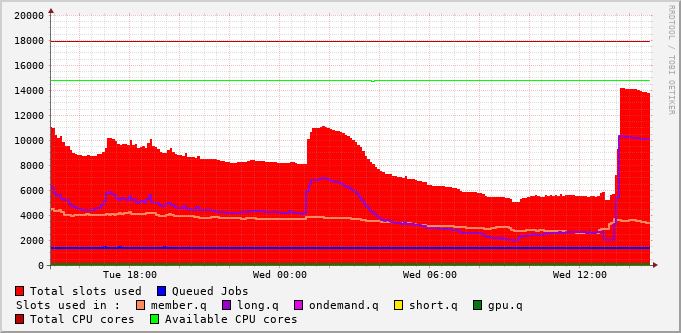 20000
18000
16000
14000
12000
10000
8000
6000
4000
2000
0
Tue 18:00 Wed 00:00 Wed 06:00 Wed 12:00
RRDTOOL / TOBI OETIKER
Total slots used Queued Jobs
Slots used in : member.q long.q ondemand.q short.q gpu.q
Total CPU cores Available CPU cores